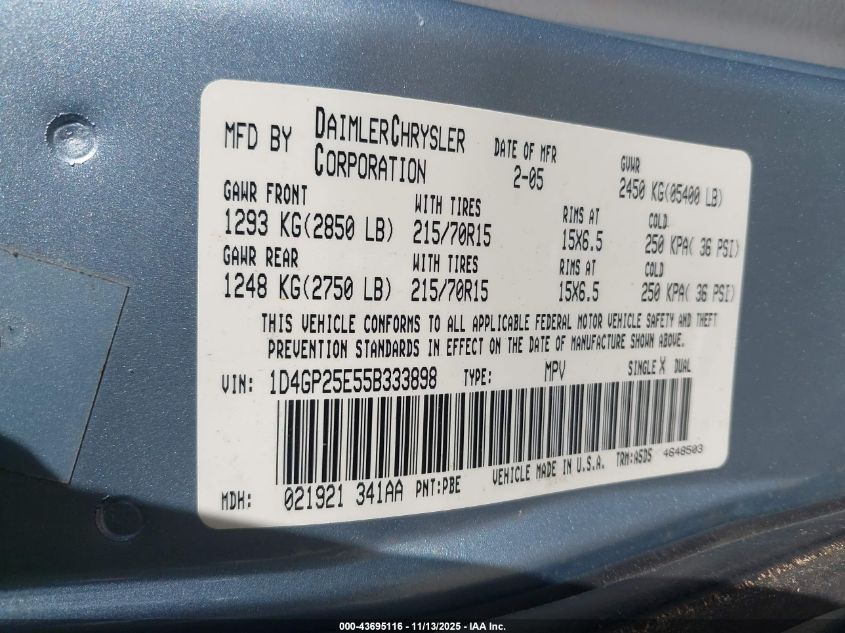 MFD BY DAIMLERCHRYSLER CORPORATION
DATE OF MFR 2-05
GVWR 2450 KG(05400 LB)
GAWR FRONT WITH TIRES RIMS AT COLD
1293 KG(2850 LB) 215/70R15 15X6.5 250 KPA( 36 PSI)
GAWR REAR WITH TIRES RIMS AT COLD
1248 KG(2750 LB) 215/70R15 15X6.5 250 KPA( 36 PSI)
THIS VEHICLE CONFORMS TO ALL APPLICABLE FEDERAL MOTOR VEHICLE SAFETY AND THEFT
PREVENTION STANDARDS IN EFFECT ON THE DATE OF MANUFACTURE SHOWN ABOVE.
VIN: 1D4GP25E55B333898 TYPE: MPV SINGLE X DUAL
MDH: 021921 341AA PNT:PBE VEHICLE MADE IN U.S.A. TRM:A5D5 4648503
000-43695116 - 11/13/2025 - IAA Inc.